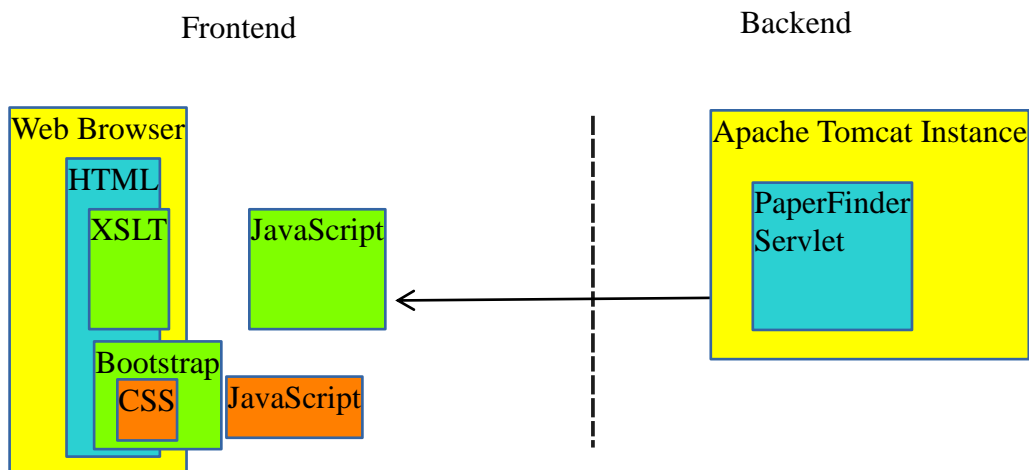 Frontend
Backend
Web Browser
HTML
XSLT
JavaScript
Bootstrap
CSS
JavaScript
Apache Tomcat Instance
PaperFinder
Servlet